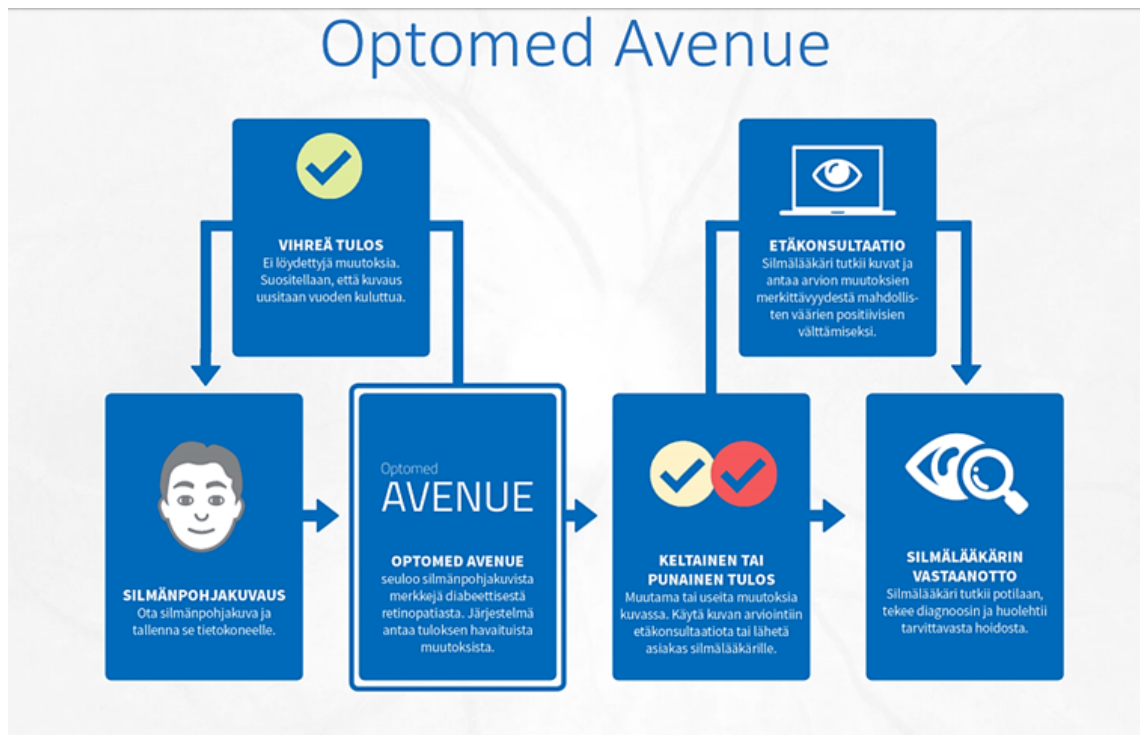 Optomed Avenue
VIHREÄ TULOS
Ei löydettyjä muutoksia.
Suositellaan, että kuvaus
uusitaan vuoden kuluttua.
ETÄKONSULTAATIO
Silmälääkäri tutkii kuvat ja
antaa arvion muutoksien
merkittävyydestä mahdollis-
ten väärien positiivisien
välttämiseksi.
SILMÄNPOHJAKUVAUS
Ota silmänpohjakuva ja
tallenna se tietokoneelle.
Optomed
AVENUE
OPTOMED AVENUE
seuloo silmänpohjakuvista
merkkejä diabeettisestä
retinopatiasta. Järjestelmä
antaa tuloksen havaituista
muutoksista.
KELTAINEN TAI
PUNAINEN TULOS
Muutama tai useita muutoksia
kuvassa. Käytä kuvan arviointiin
etäkonsultaatiota tai lähetä
asiakas silmälääkärille.
SILMÄLÄÄKÄRIN
VASTAANOTTO
Silmälääkäri tutkii potilaan,
tekee diagnoosin ja huolehtii
tarvittavasta hoidosta.